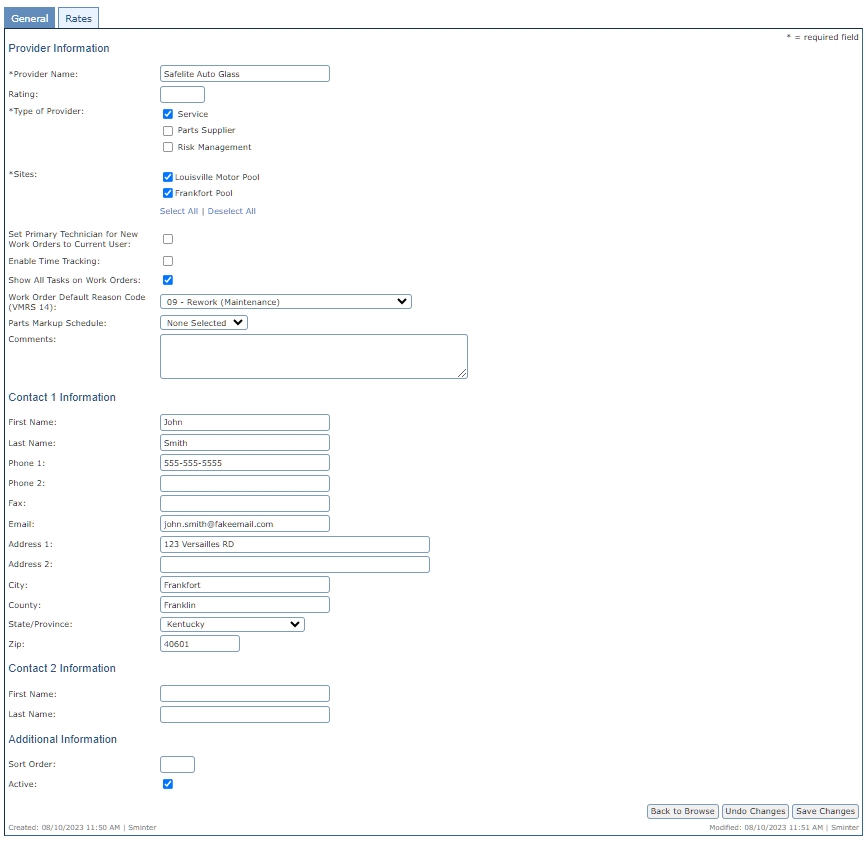 General Rates
* = required field
Provider Information
*Provider Name: Safelite Auto Glass
Rating:
*Type of Provider: Service
Parts Supplier
Risk Management
*Sites: Louisville Motor Pool
Frankfort Pool
Select All | Deselect All
Set Primary Technician for New
Work Orders to Current User:
Enable Time Tracking:
Show All Tasks on Work Orders:
Work Order Default Reason Code
(VMRS 14): 09 - Rework (Maintenance)
Parts Markup Schedule: None Selected
Comments:
Contact 1 Information
First Name: John
Last Name: Smith
Phone 1: 555-555-5555
Phone 2:
Fax:
Email: john.smith@fakeemail.com
Address 1: 123 Versailles RD
Address 2:
City: Frankfort
County: Franklin
State/Province: Kentucky
Zip: 40601
Contact 2 Information
First Name:
Last Name:
Additional Information
Sort Order:
Active:
Back to Browse Undo Changes Save Changes
Created: 08/10/2023 11:50 AM | Sminter Modified: 08/10/2023 11:51 AM | Sminter